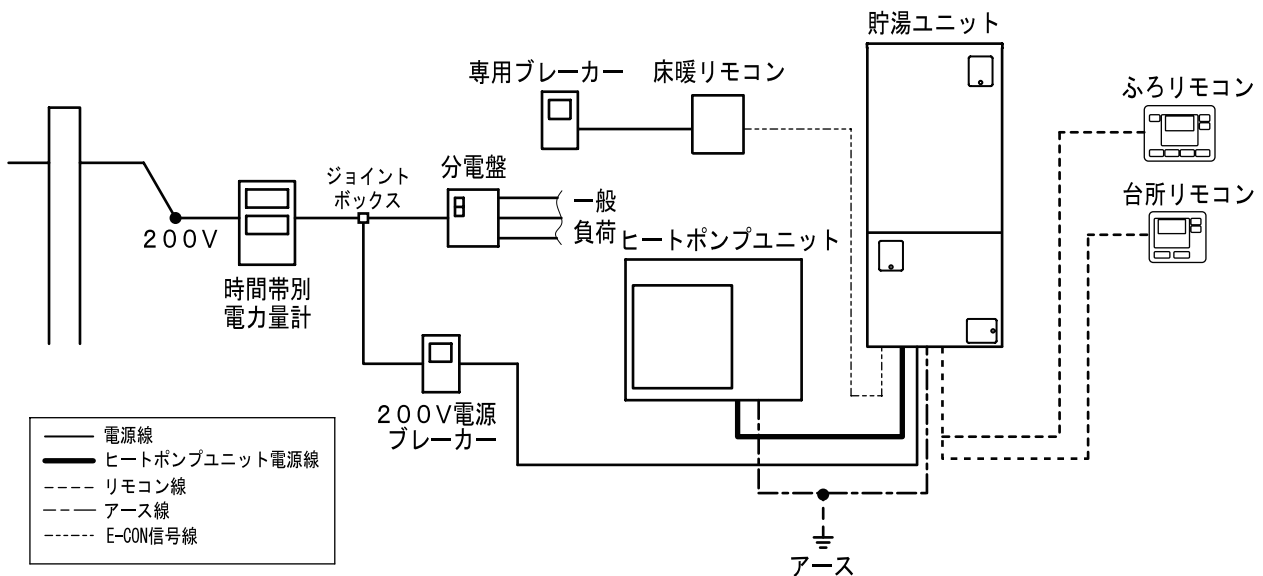 貯湯ユニット
専用ブレーカー
床暖リモコン
ふろリモコン
分電盤
ジョイント
ボックス
一般
負荷
台所リモコン
200V
ヒートポンプユニット
時間帯別
電力量計
200V電源
ブレーカー
電源線
ヒートポンプユニット電源線
リモコン線
アース線
E-CON信号線
アース